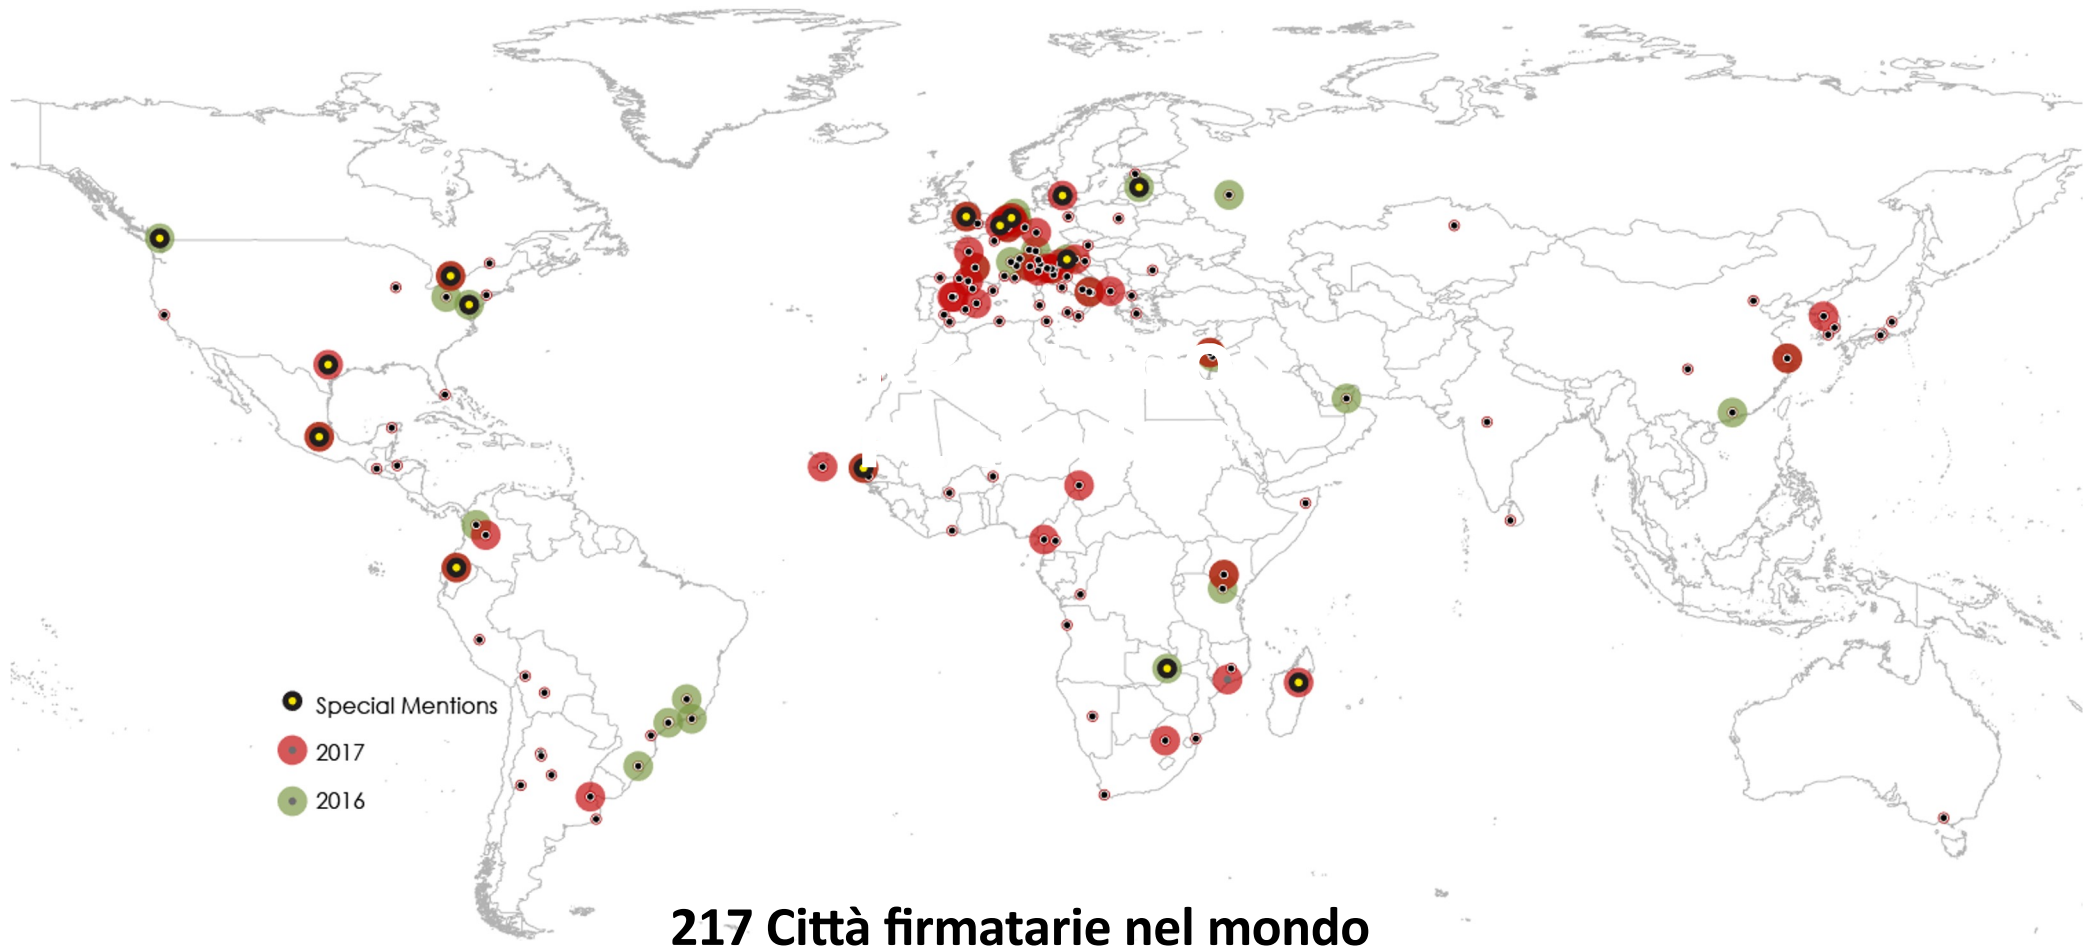 Special Mentions
2017
2016
217 Città firmatarie nel mondo